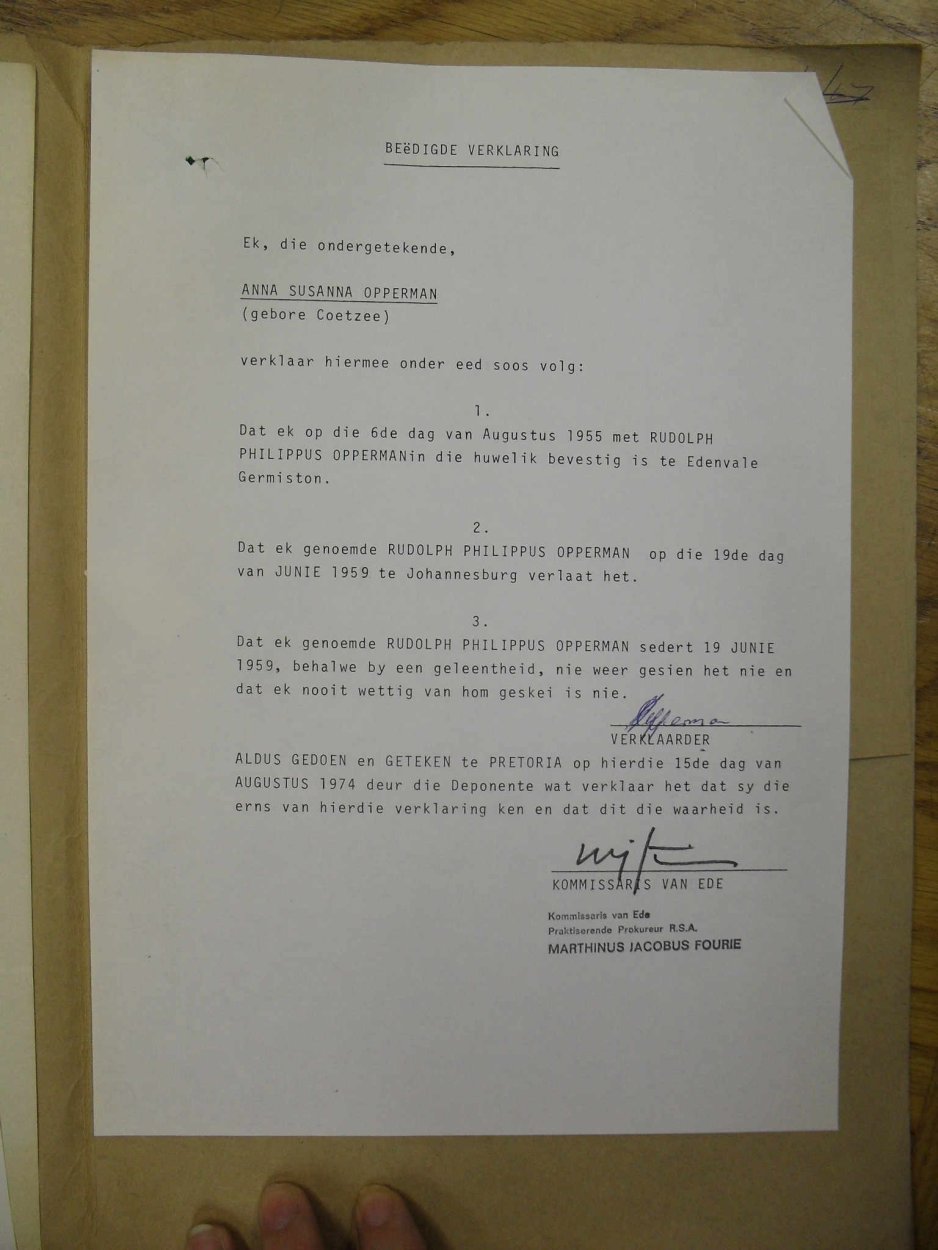 BEëDIGDE VERKLARING
Ek, die ondergetekende,
ANNA SUSANNA OPPERMAN
(gebore Coetzee)
verklaar hiermee onder eed soos volg:
1.
Dat ek op die 6de dag van Augustus 1955 met RUDOLPH
PHILIPPUS OPPERMANin die huwelik bevestig is te Edenvale
Germiston.
2.
Dat ek genoemde RUDOLPH PHILIPPUS OPPERMAN op die 19de dag
van JUNIE 1959 te Johannesburg verlaat het.
3.
Dat ek genoemde RUDOLPH PHILIPPUS OPPERMAN sedert 19 JUNIE
1959, behalwe by een geleentheid, nie weer gesien het nie en
dat ek nooit wettig van hom geskei is nie.
Opperman
VERKLAARDER
ALDUS GEDOEN en GETEKEN te PRETORIA op hierdie 15de dag van
AUGUSTUS 1974 deur die Deponente wat verklaar het dat sy die
erns van hierdie verklaring ken en dat dit die waarheid is.
KOMMISSARIS VAN EDE
Kommissaris van Ede
Praktiserende Prokureur R.S.A.
MARTHINUS JACOBUS FOURIE